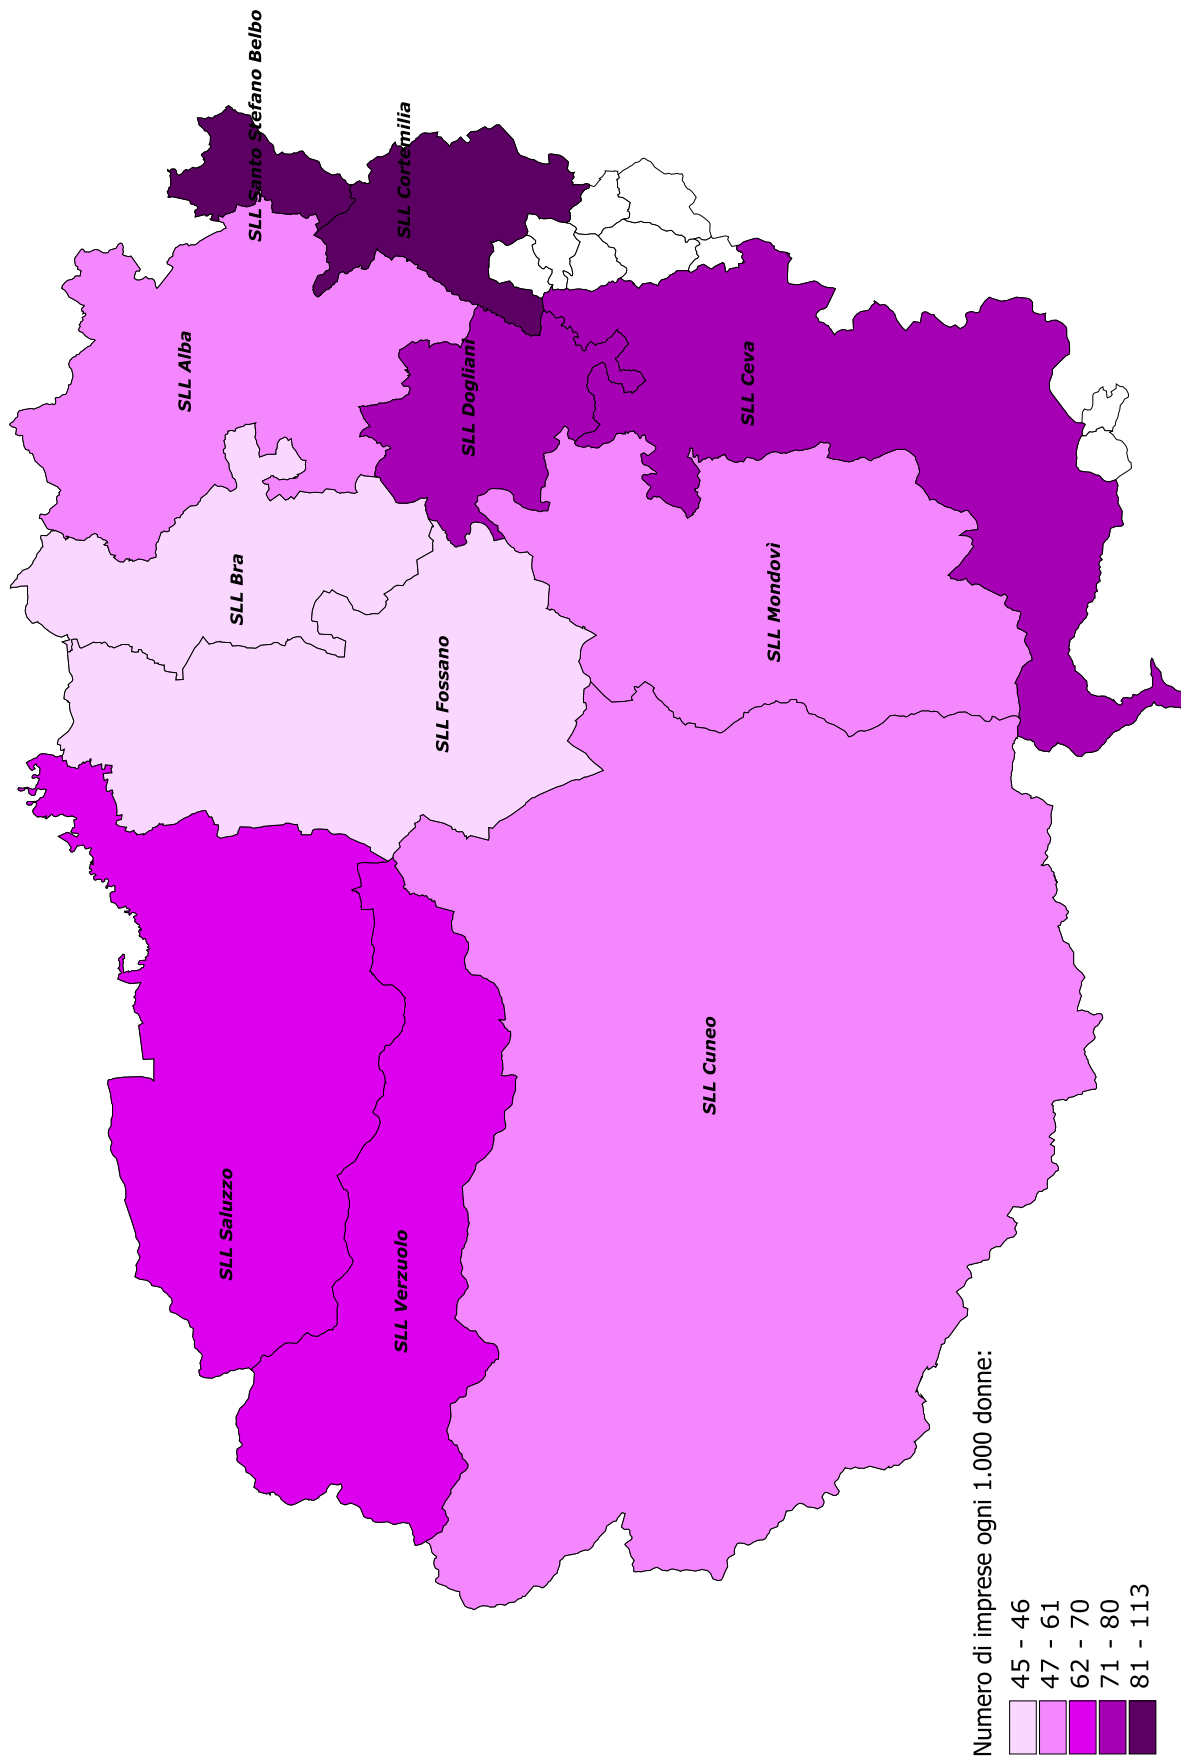 SLL Santo Stefano Belbo
SLL Cortemilia
SLL Alba
SLL Dogliani
SLL Ceva
SLL Bra
SLL Mondovì
SLL Fossano
SLL Cuneo
SLL Saluzzo
SLL Verzuolo
Numero di imprese ogni 1.000 donne:
45 - 46
47 - 61
62 - 70
71 - 80
81 - 113